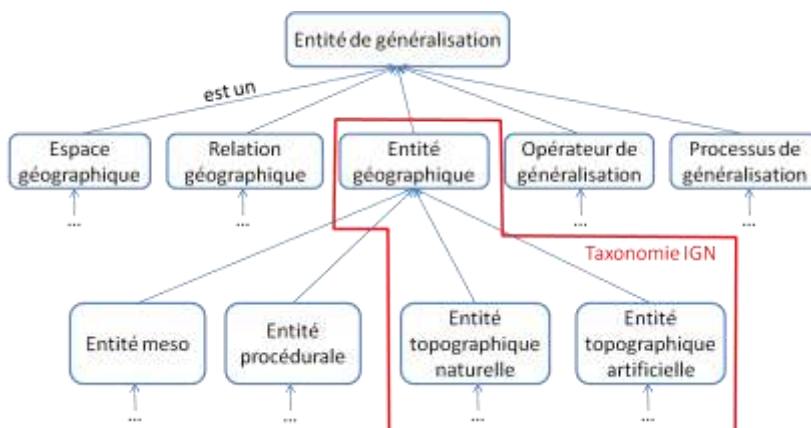 Entité de généralisation
est un
Espace
géographique
Relation
géographique
Entité
géographique
Opérateur de
généralisation
Processus de
généralisation
...
...
...
...
Taxonomie IGN
Entité meso
Entité
procédurale
Entité
topographique
naturelle
Entité
topographique
artificielle
...
...
...
...